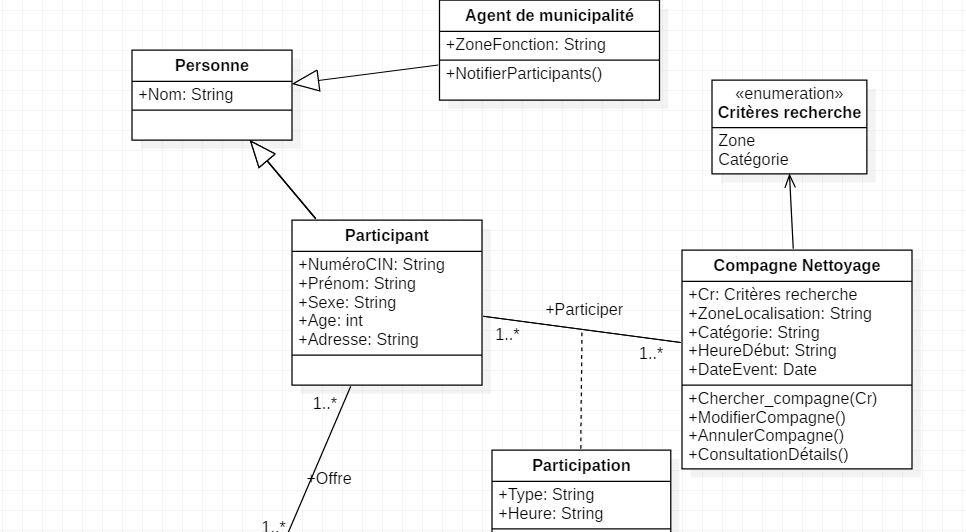 Agent de municipalité
+ZoneFonction: String
+NotifierParticipants()
Personne
+Nom: String
«enumeration»
Critères recherche
Zone
Catégorie
Participant
+NuméroCIN: String
+Prénom: String
+Sexe: String
+Age: int
+Adresse: String
+Participer
1..*
1..*
Compagne Nettoyage
+Cr: Critères recherche
+ZoneLocalisation: String
+Catégorie: String
+HeureDébut: String
+DateEvent: Date
+Chercher_compagne(Cr)
+ModifierCompagne()
+AnnulerCompagne()
+ConsultationDétails()
1..*
+Offre
1..*
Participation
+Type: String
+Heure: String